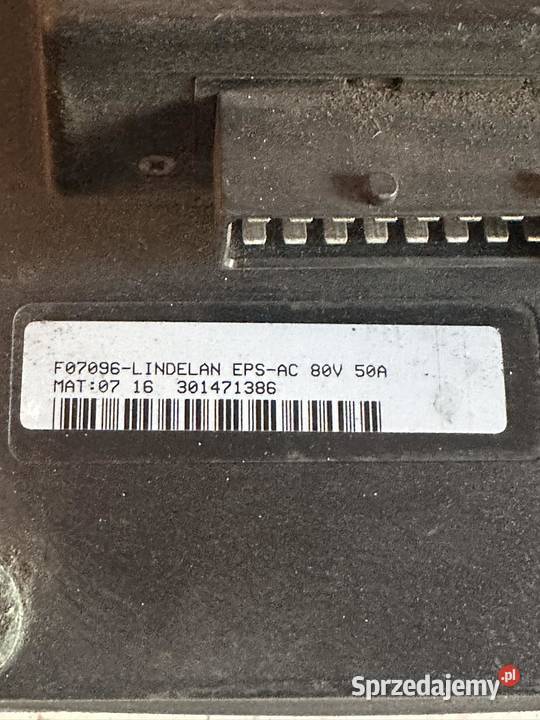 F07096-LINDELAN EPS-AC 80V 50A
MAT:07 16 301471386
Sprzedajemy.pl